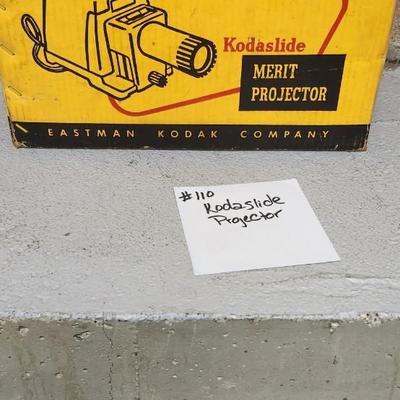 Kodaslide
MERIT
PROJECTOR
EASTMAN KODAK COMPANY
#110
Kodaslide
Projector